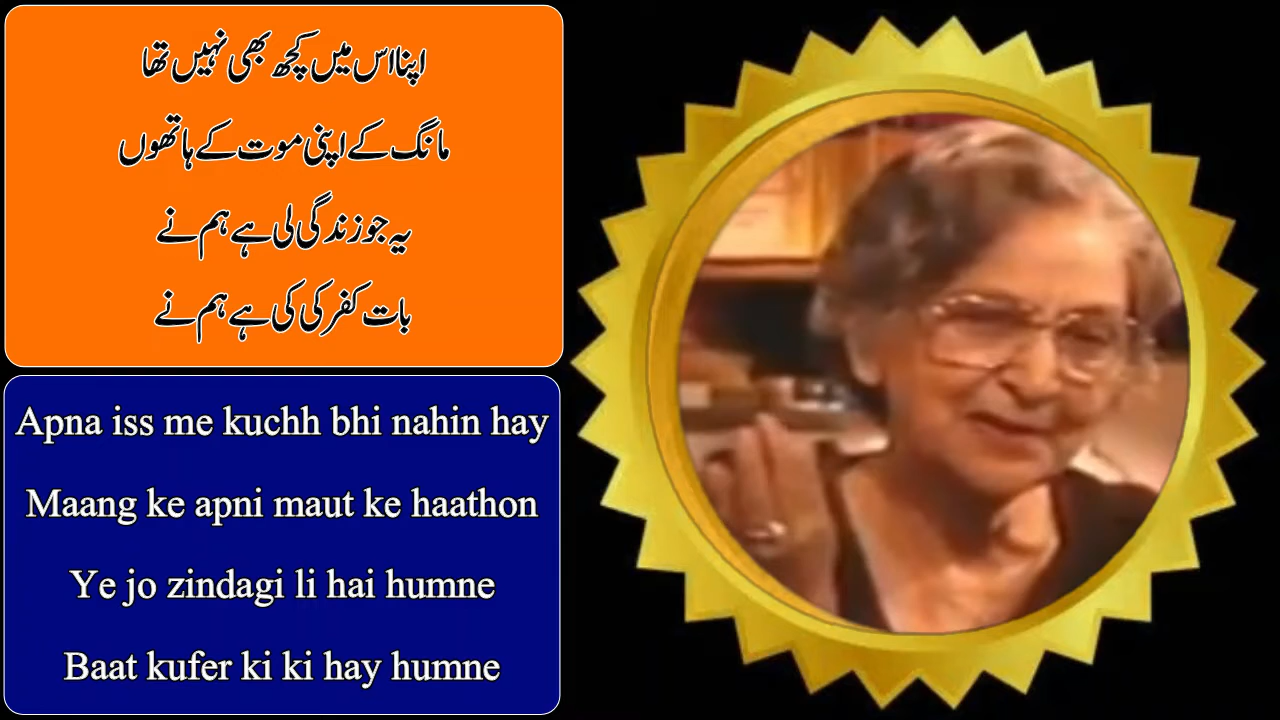 اپنا اس میں کچھ بھی نہیں تھا
مانگ کے اپنی موت کے ہاتھوں
یہ جو زندگی لی ہے ہم نے
بات کفر کی کی ہے ہم نے
Apna iss me kuchh bhi nahin hay
Maang ke apni maut ke haathon
Ye jo zindagi li hai humne
Baat kufer ki ki hay humne